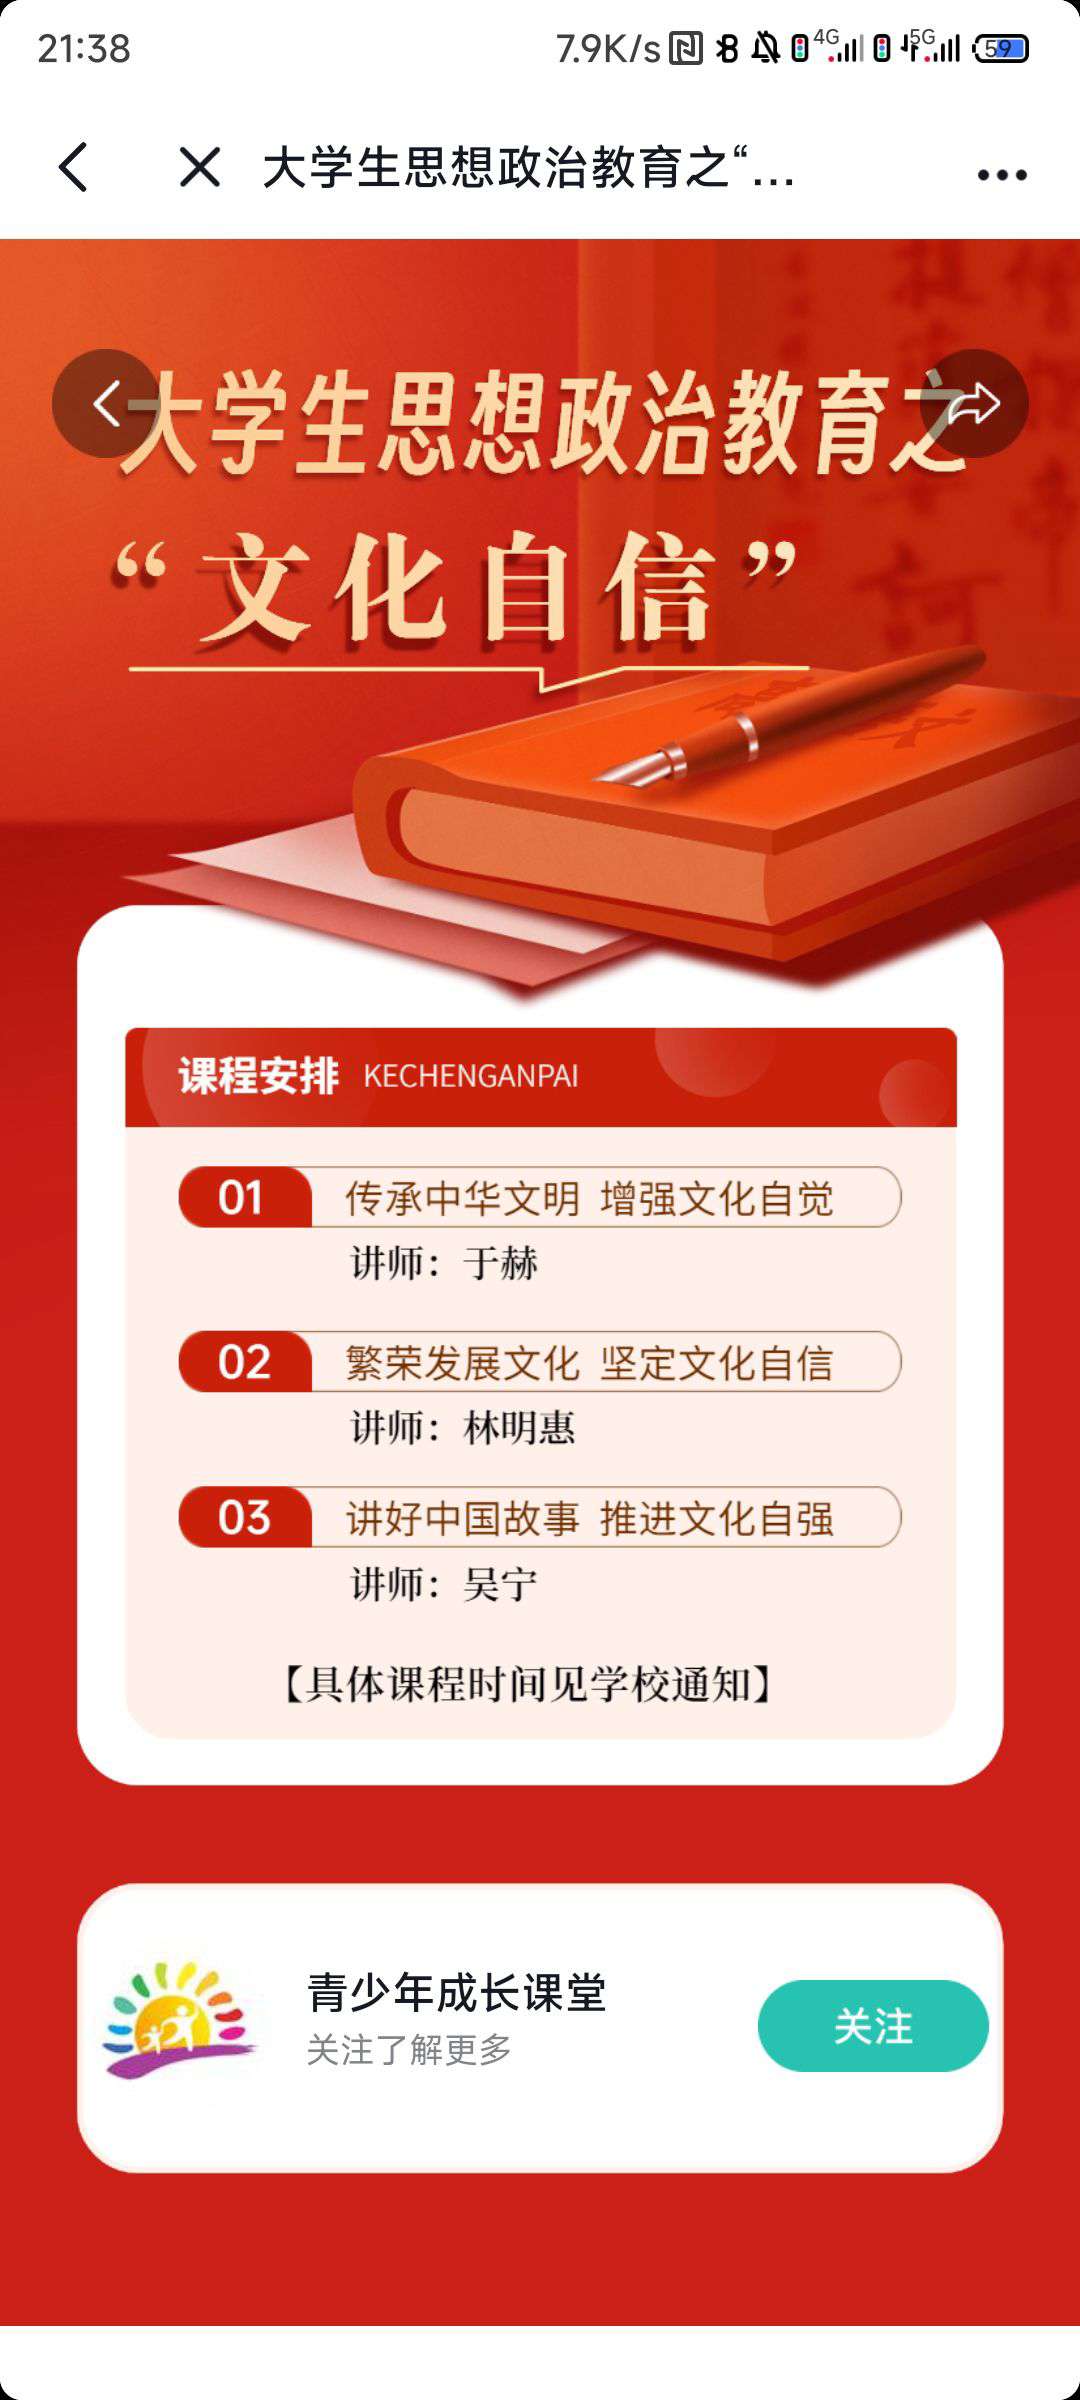 21:38
7.9K/s 4G 5G 59
大学生思想政治教育之“...
大学生思想政治教育之
“文化自信”
课程安排 KECHENGANPAI
01 传承中华文明 增强文化自觉
讲师：于赫
02 繁荣发展文化 坚定文化自信
讲师：林明惠
03 讲好中国故事 推进文化自强
讲师：吴宁
【具体课程时间见学校通知】
青少年成长课堂
关注了解更多
关注